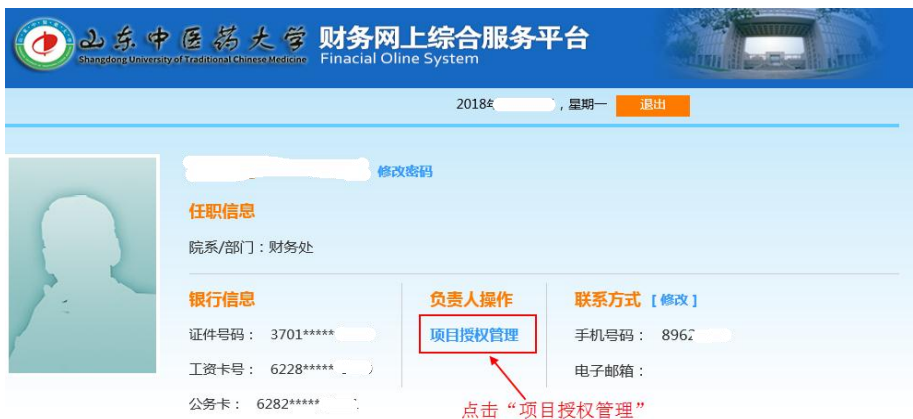 山东中医药大学 财务网上综合服务平台
Shangdong University of Traditional Chinese Medicine Finacial Oline System
2018年 ，星期一 退出
修改密码
任职信息
院系/部门：财务处
银行信息 负责人操作 联系方式 [修改]
证件号码： 3701***** 项目授权管理 手机号码： 8962
工资卡号： 6228*****
电子邮箱：
公务卡： 6282*****
点击“项目授权管理”